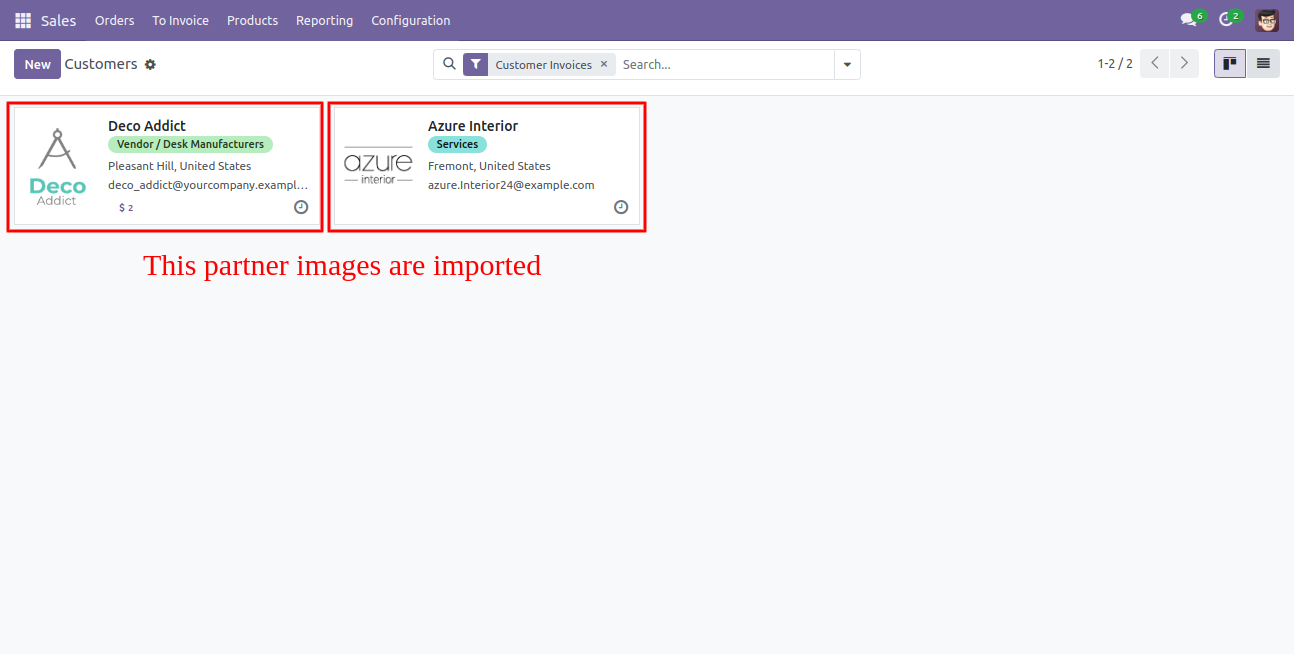 Sales Orders To Invoice Products Reporting Configuration 6 2
New Customers Customer Invoices × Search... 1-2 / 2
Deco Addict
Vendor / Desk Manufacturers
Pleasant Hill, United States
deco_addict@yourcompany.exampl...
$ 2
Deco
Addict
Azure Interior
Services
Fremont, United States
azure.Interior24@example.com
azure
interior
This partner images are imported